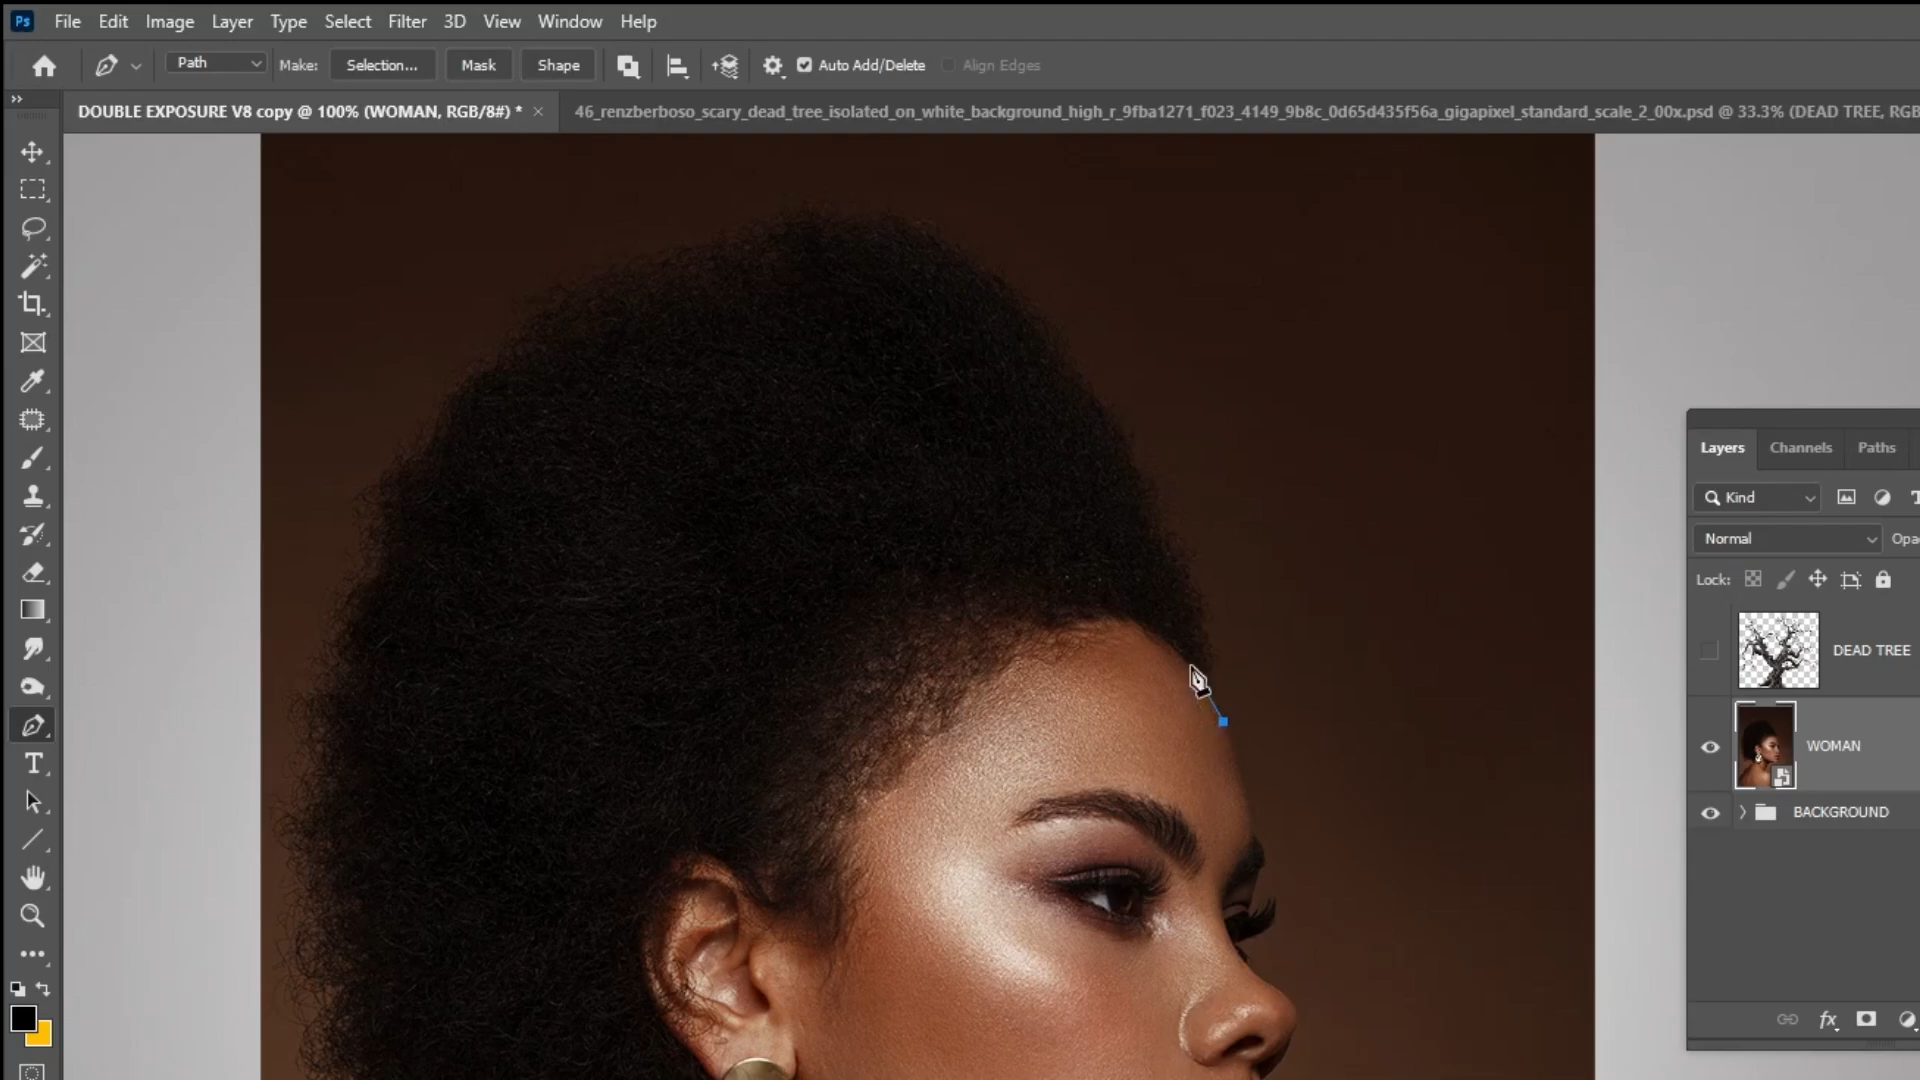 Ps File Edit Image Layer Select Filter 3D View Window Help
Path Make: Selection... Mask Shape Auto Add/Delete Align Edges
DOUBLE EXPOSURE V8 copy @ 100% (WOMAN, RGB/8#) * × 46_renzberboso_scary_dead_tree_isolated_on_white_background_high_r_9fba1271_f023_4149_9b8c_0d65d435f56a_gigapixel_standard_scale_2_00x.psd @ 33.3% (DEAD TREE, RGB
Layers Channels Paths
Kind
Normal Opa
Lock:
DEAD TREE
WOMAN
BACKGROUND
fx